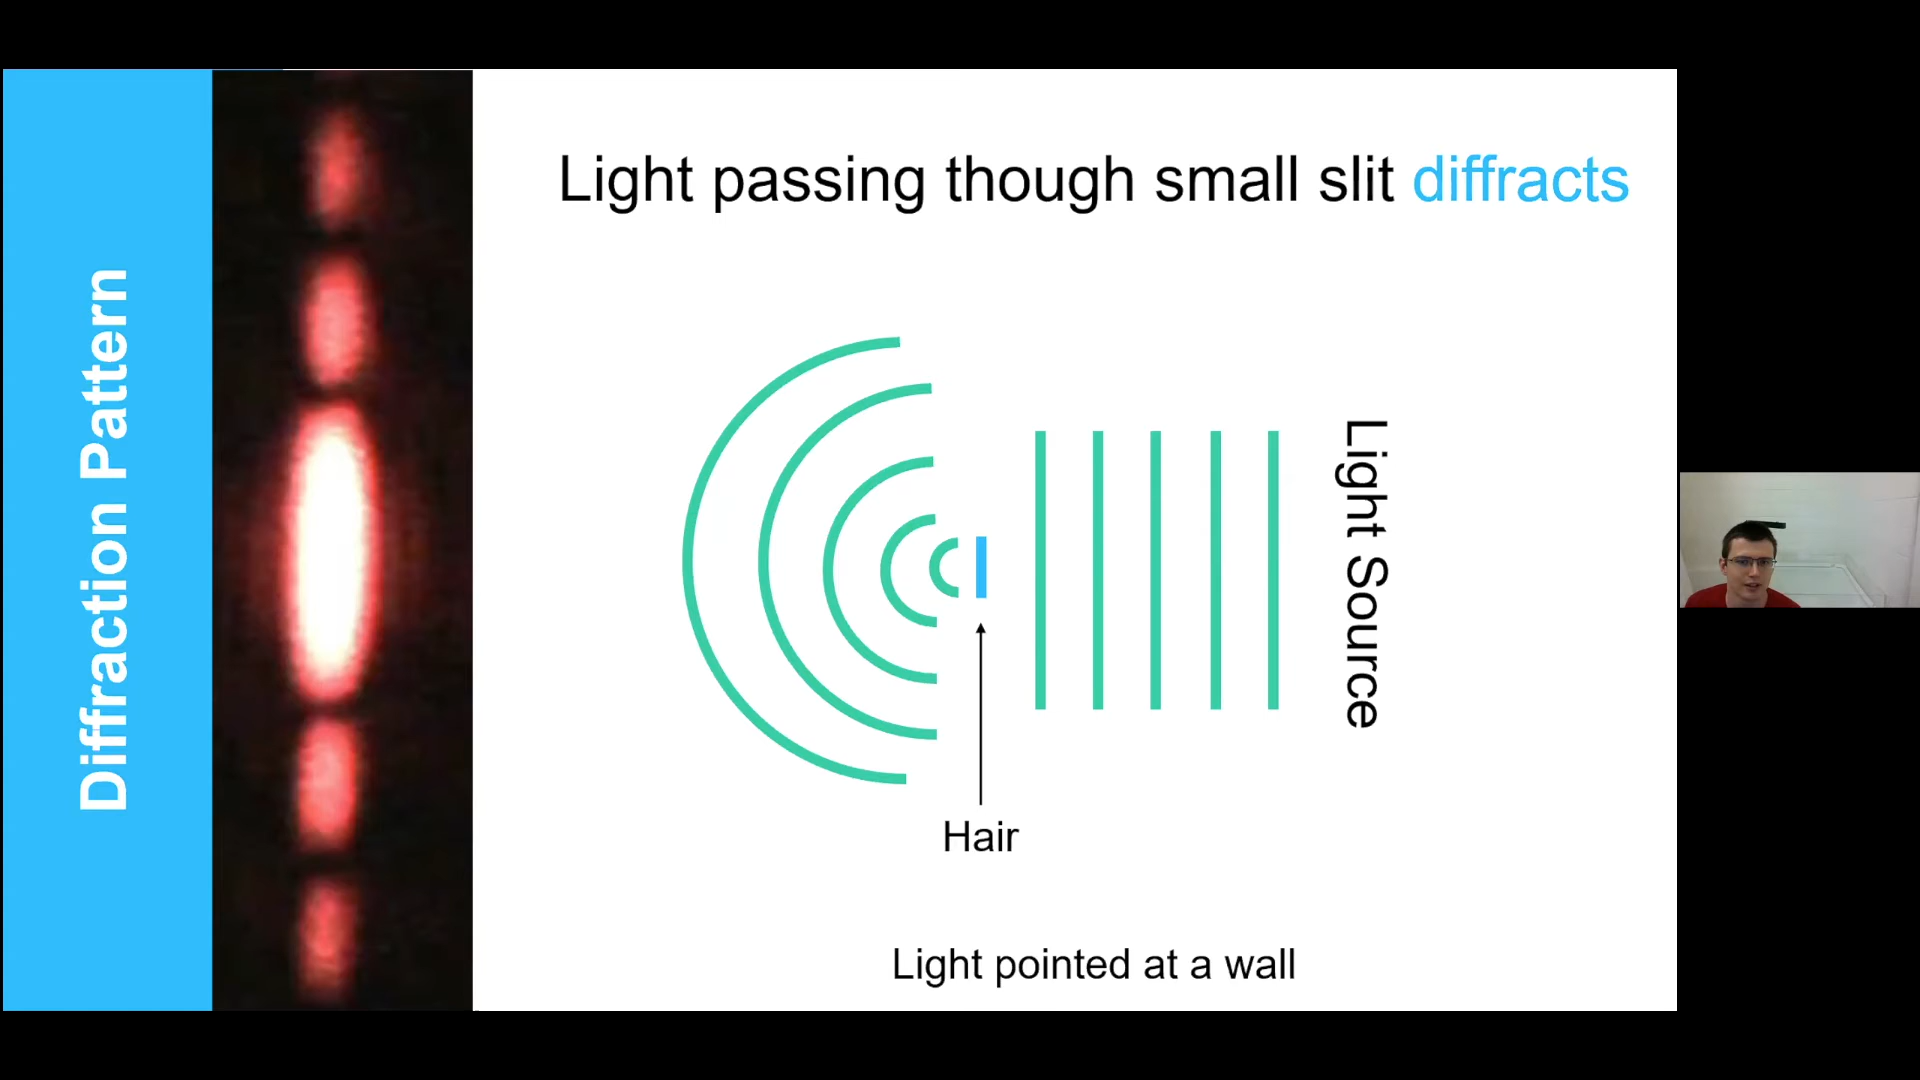 Diffraction Pattern
Light passing though small slit diffracts
Light Source
Hair
Light pointed at a wall